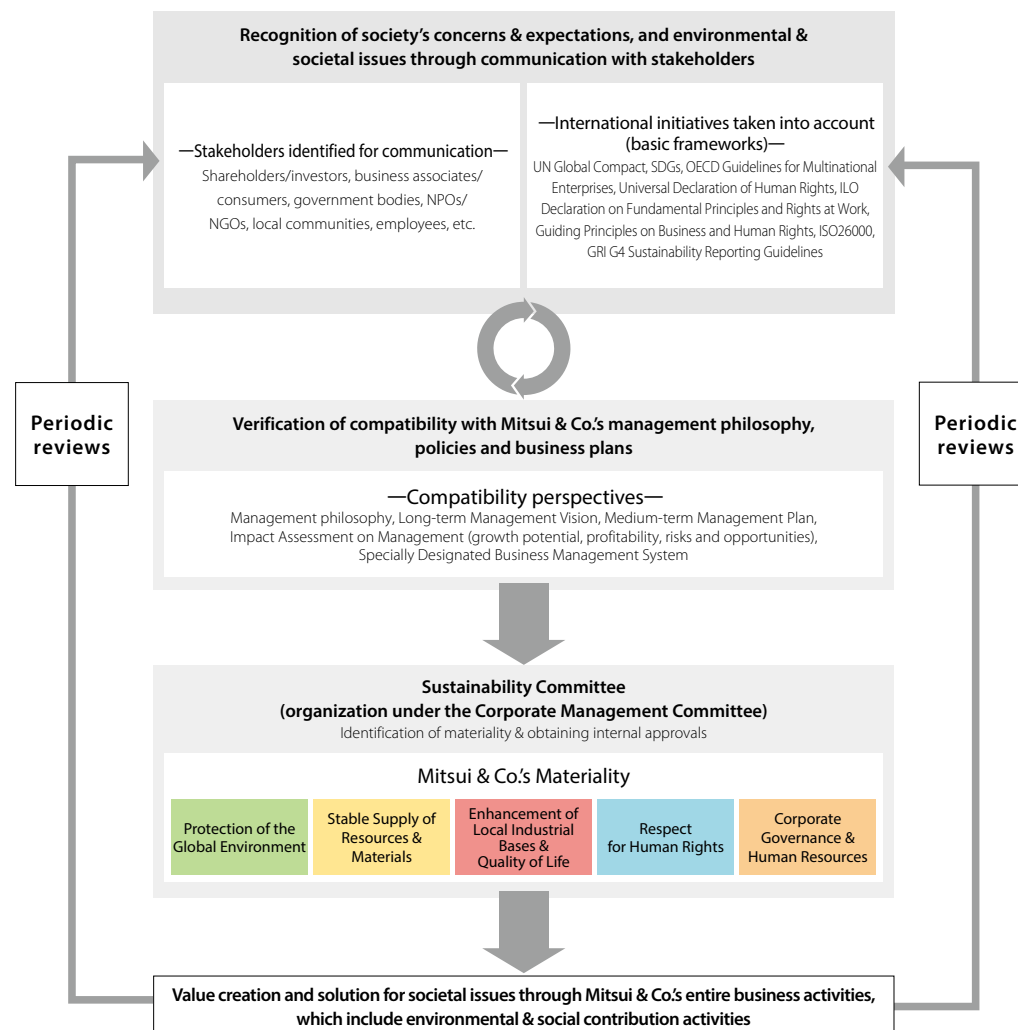 Recognition of society's concerns & expectations, and environmental &
societal issues through communication with stakeholders
—Stakeholders identified for communication—
Shareholders/investors, business associates/
consumers, government bodies, NPOs/
NGOs, local communities, employees, etc.
—International initiatives taken into account
(basic frameworks)—
UN Global Compact, SDGs, OECD Guidelines for Multinational
Enterprises, Universal Declaration of Human Rights, ILO
Declaration on Fundamental Principles and Rights at Work,
Guiding Principles on Business and Human Rights, ISO26000,
GRI G4 Sustainability Reporting Guidelines
Periodic
reviews
Periodic
reviews
Verification of compatibility with Mitsui & Co.'s management philosophy,
policies and business plans
—Compatibility perspectives—
Management philosophy, Long-term Management Vision, Medium-term Management Plan,
Impact Assessment on Management (growth potential, profitability, risks and opportunities),
Specially Designated Business Management System
Sustainability Committee
(organization under the Corporate Management Committee)
Identification of materiality & obtaining internal approvals
Mitsui & Co.'s Materiality
Protection of the
Global Environment
Stable Supply of
Resources &
Materials
Enhancement of
Local Industrial
Bases &
Quality of Life
Respect
for Human Rights
Corporate
Governance &
Human Resources
Value creation and solution for societal issues through Mitsui & Co.'s entire business activities,
which include environmental & social contribution activities